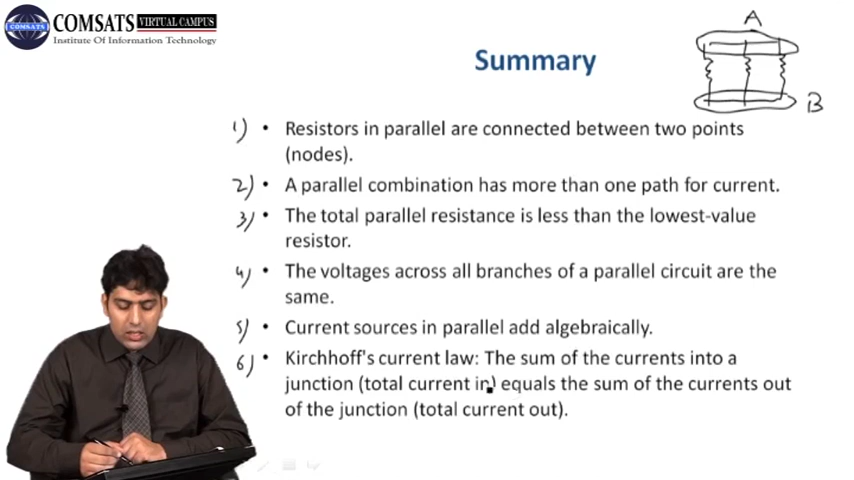 COMSATS VIRTUAL CAMPUS
Institute Of Information Technology
Summary
A
B
1) • Resistors in parallel are connected between two points
(nodes).
2) • A parallel combination has more than one path for current.
3) • The total parallel resistance is less than the lowest-value
resistor.
4) • The voltages across all branches of a parallel circuit are the
same.
5) • Current sources in parallel add algebraically.
6) • Kirchhoff's current law: The sum of the currents into a
junction (total current in) equals the sum of the currents out
of the junction (total current out).